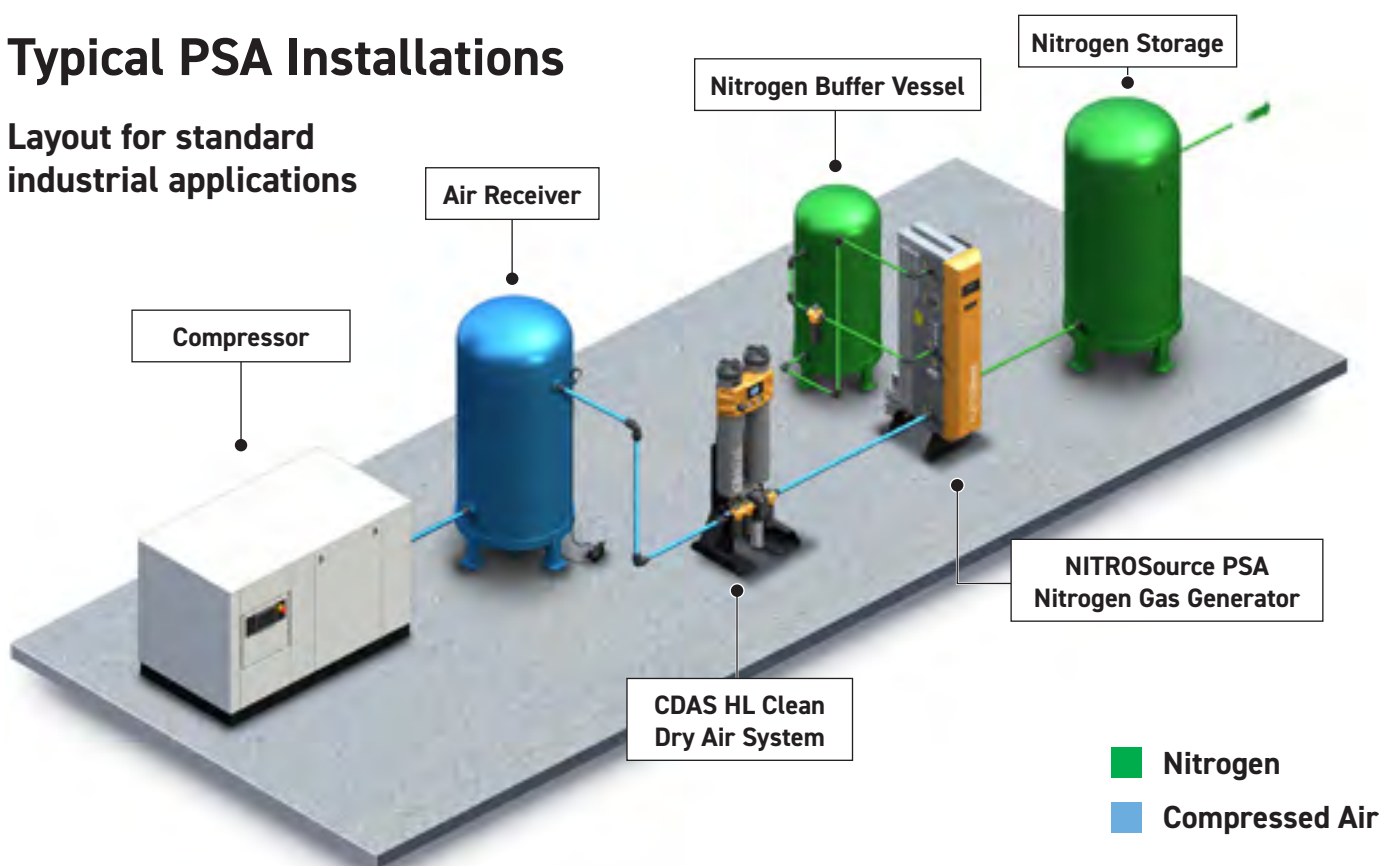 Typical PSA Installations
Layout for standard
industrial applications
Nitrogen Storage
Nitrogen Buffer Vessel
Air Receiver
Compressor
NITROSource PSA
Nitrogen Gas Generator
CDAS HL Clean
Dry Air System
Nitrogen
Compressed Air